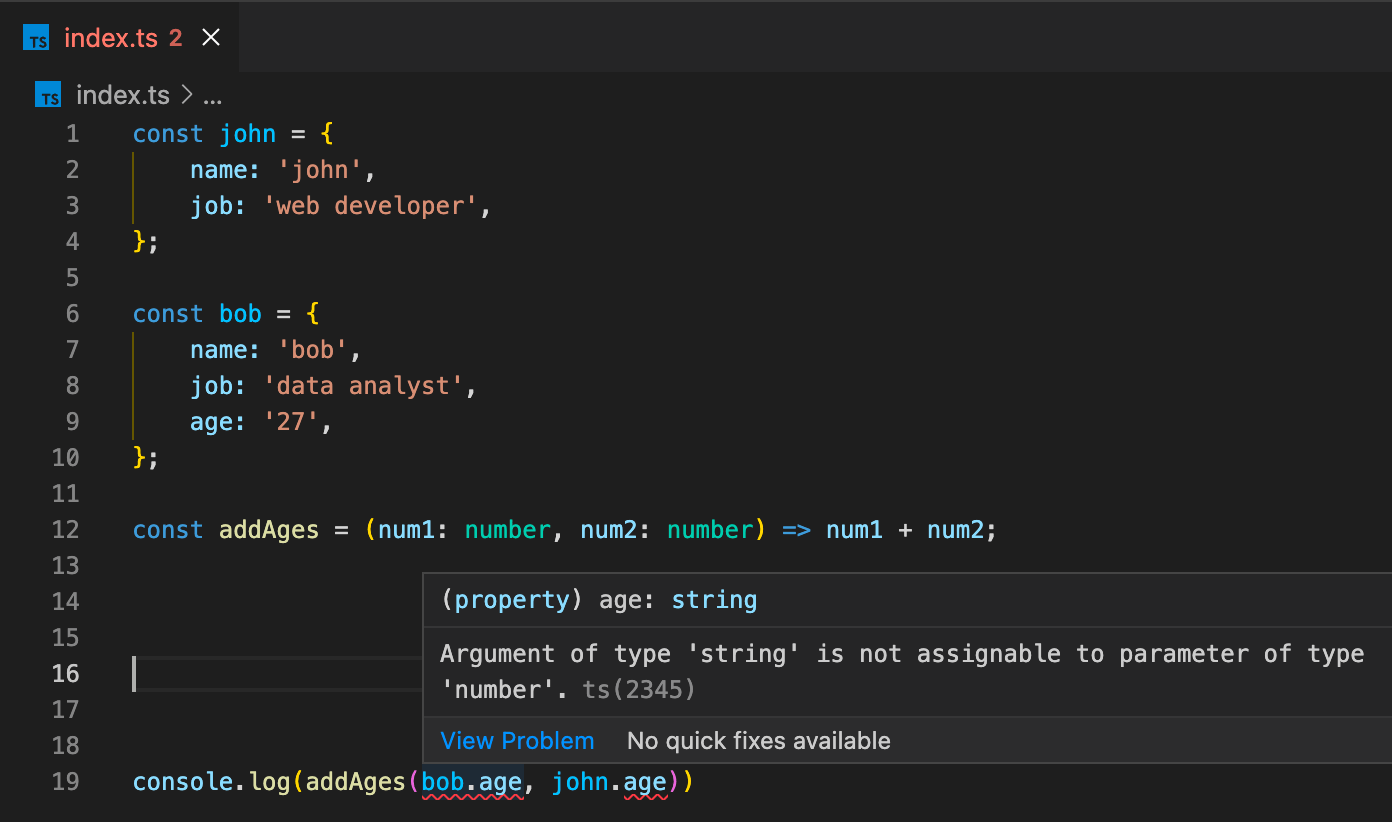 TS index.ts 2 ×
TS index.ts > ...
1 const john = {
2     name: 'john',
3     job: 'web developer',
4 };
5
6 const bob = {
7     name: 'bob',
8     job: 'data analyst',
9     age: '27',
10 };
11
12 const addAges = (num1: number, num2: number) => num1 + num2;
13
14
15
16
17
18
(property) age: string
Argument of type 'string' is not assignable to parameter of type
'number'. ts(2345)
View Problem No quick fixes available
19 console.log(addAges(bob.age, john.age))